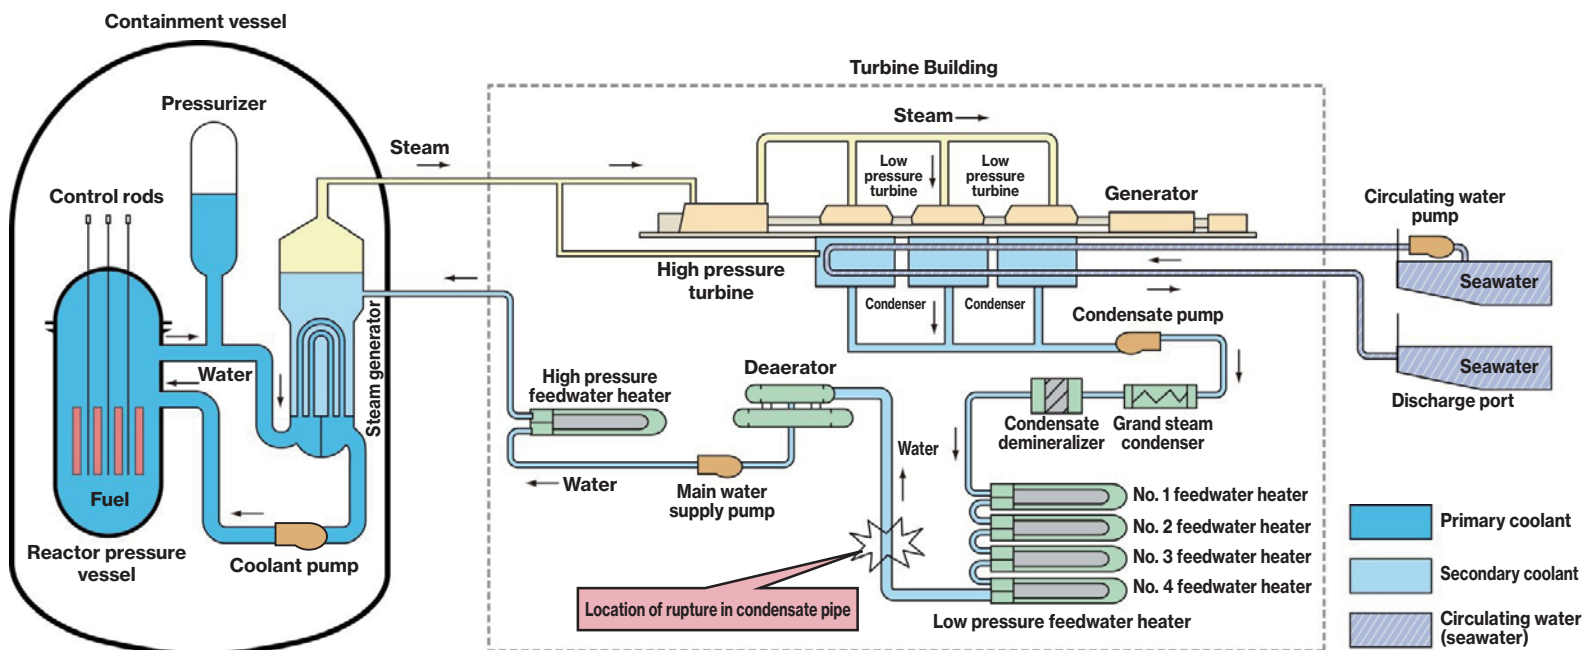 Containment vessel
Pressurizer
Control rods
Steam
Water
Steam generator
Fuel
Reactor pressure
vessel
Coolant pump
Turbine Building
Steam
Low
pressure
turbine
Low
pressure
turbine
Generator
High pressure
turbine
Condenser
Condenser
Condensate pump
Circulating water
pump
Seawater
Seawater
Discharge port
High pressure
feedwater heater
Deaerator
Condensate
demineralizer
Grand steam
condenser
Water
Water
Main water
supply pump
No. 1 feedwater heater
No. 2 feedwater heater
No. 3 feedwater heater
No. 4 feedwater heater
Low pressure feedwater heater
Location of rupture in condensate pipe
Primary coolant
Secondary coolant
Circulating water
(seawater)